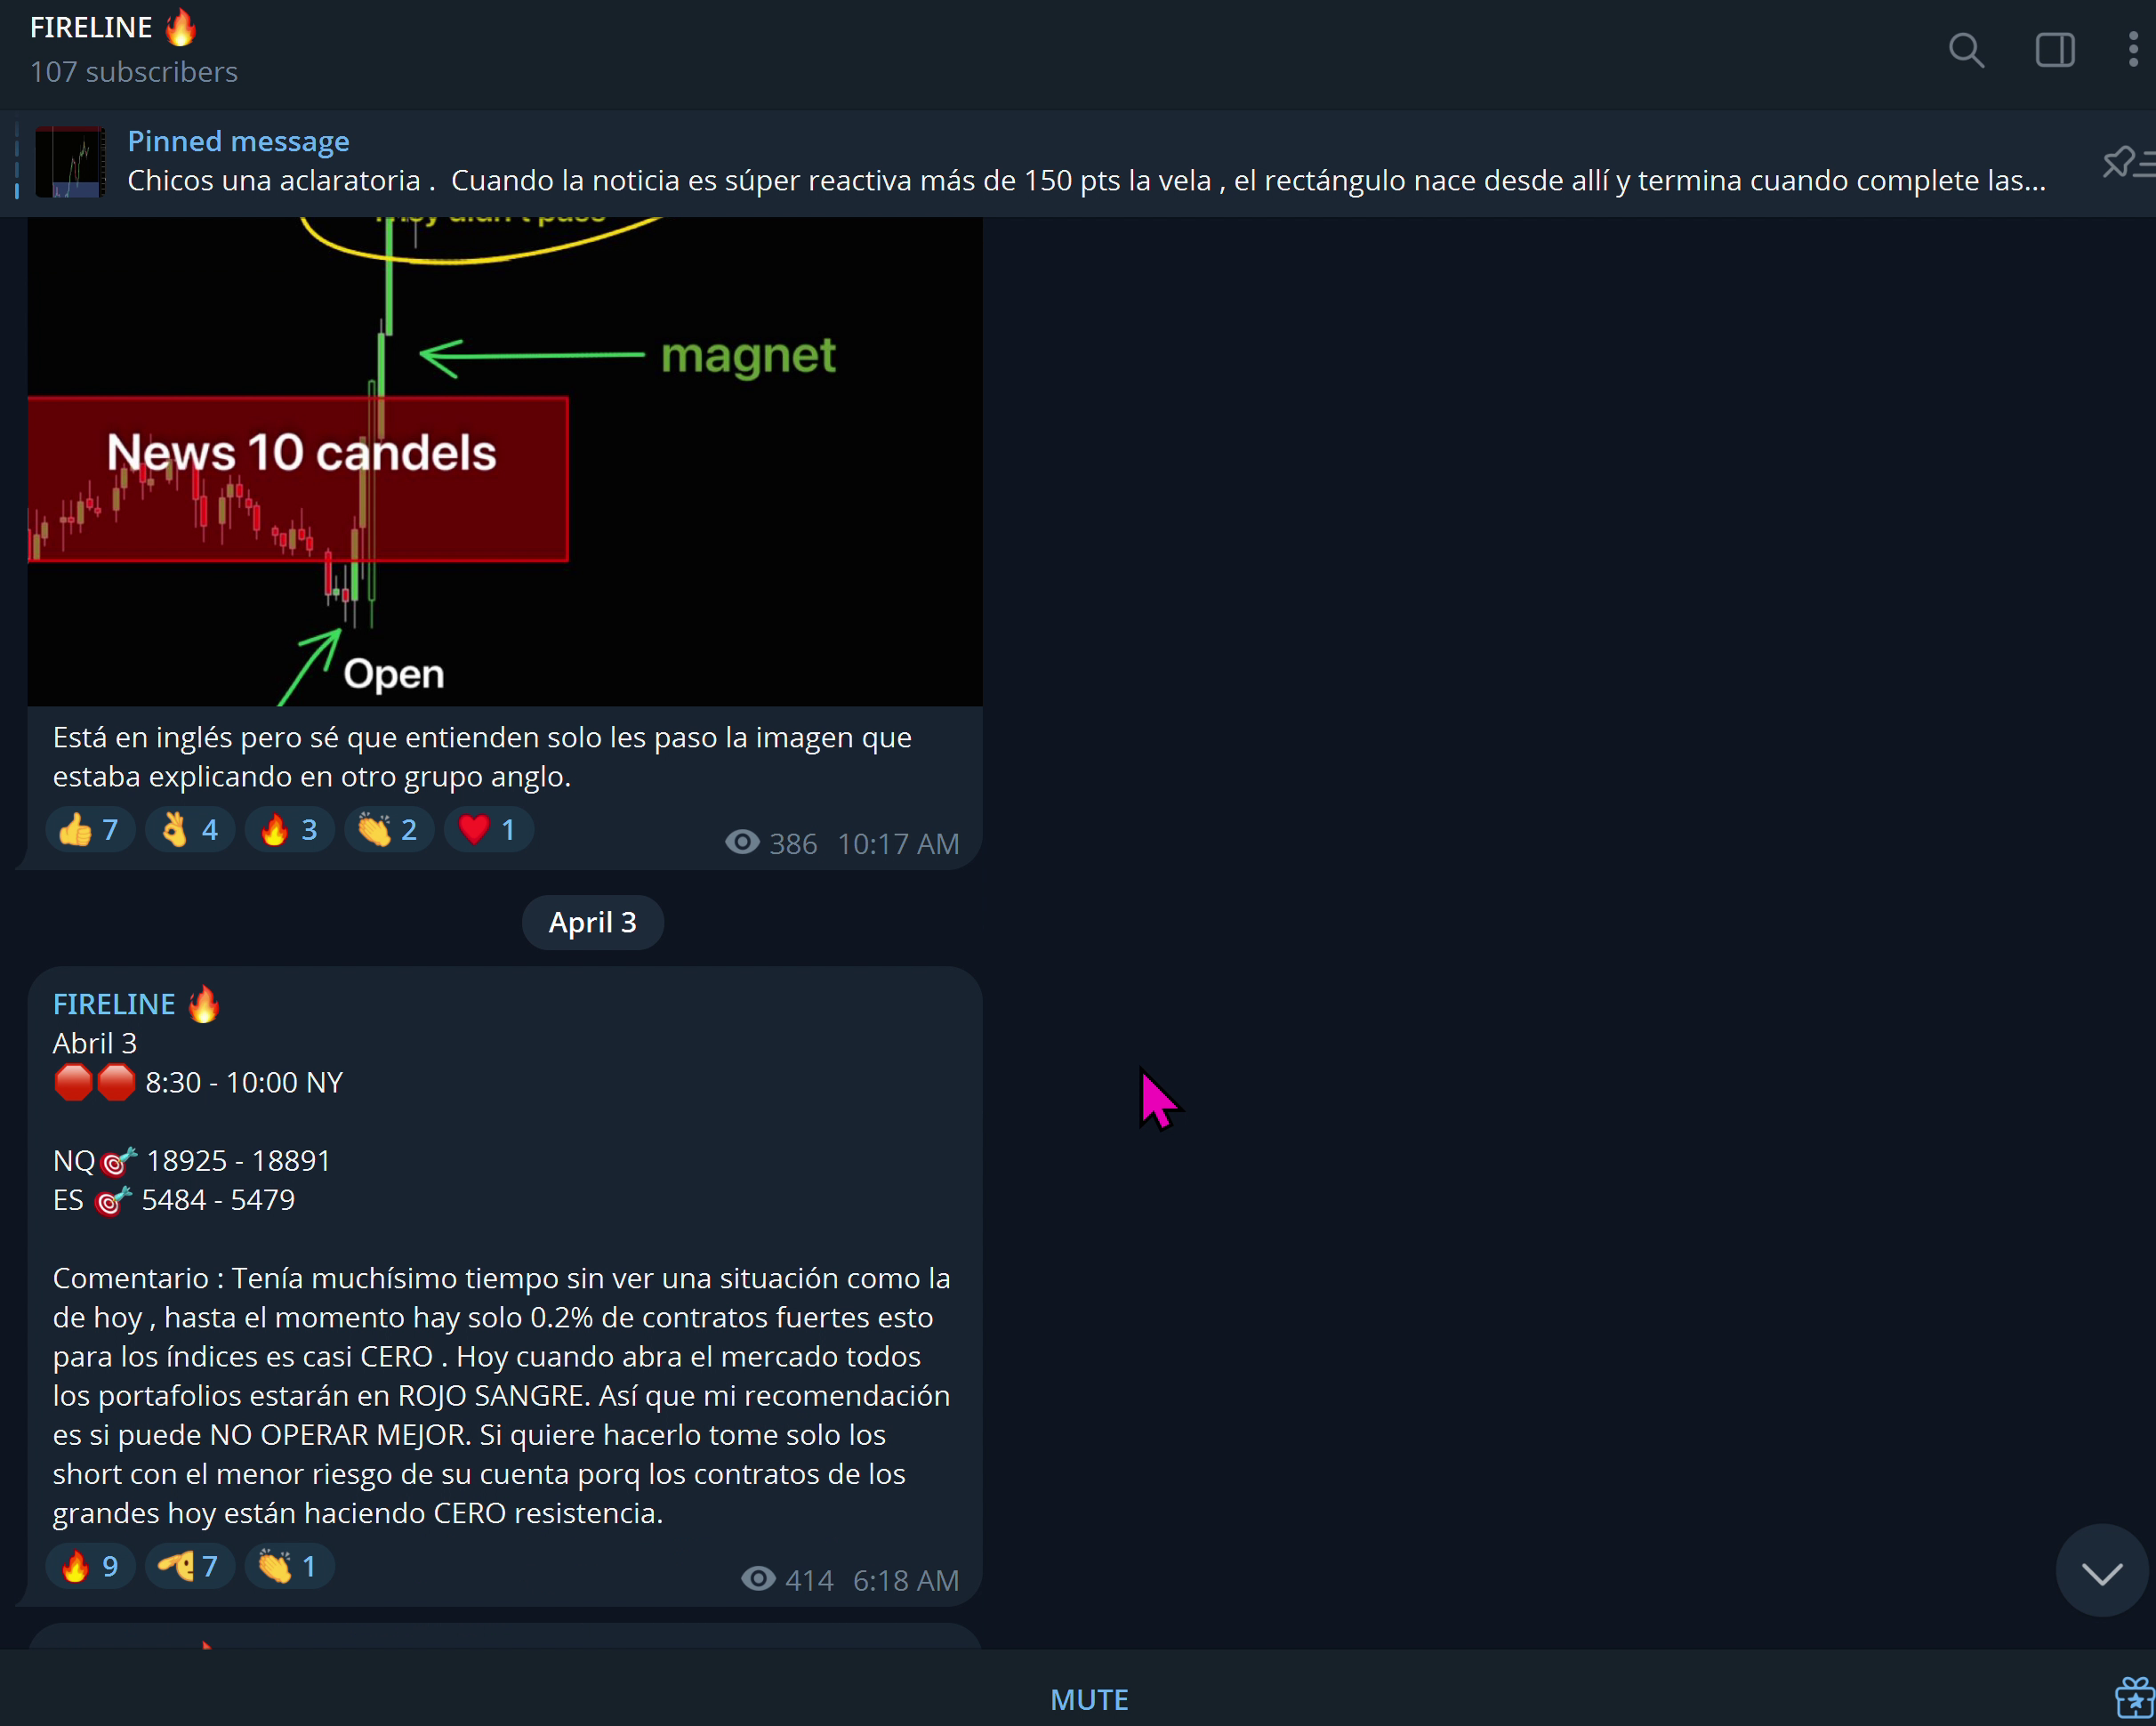 FIRELINE 🔥
107 subscribers
Pinned message
Chicos una aclaratoria .  Cuando la noticia es súper reactiva más de 150 pts la vela , el rectángulo nace desde allí y termina cuando complete las...
didn't pass
magnet
News 10 candels
Open
Está en inglés pero sé que entienden solo les paso la imagen que
estaba explicando en otro grupo anglo.
👍 7 👌 4 🔥 3 👏 2 ❤️ 1
386 10:17 AM
April 3
FIRELINE 🔥
Abril 3
🛑🛑 8:30 - 10:00 NY
NQ🎯 18925 - 18891
ES 🎯 5484 - 5479
Comentario : Tenía muchísimo tiempo sin ver una situación como la
de hoy , hasta el momento hay solo 0.2% de contratos fuertes esto
para los índices es casi CERO . Hoy cuando abra el mercado todos
los portafolios estarán en ROJO SANGRE. Así que mi recomendación
es si puede NO OPERAR MEJOR. Si quiere hacerlo tome solo los
short con el menor riesgo de su cuenta porq los contratos de los
grandes hoy están haciendo CERO resistencia.
🔥 9 🫡 7 👏 1
414 6:18 AM
MUTE